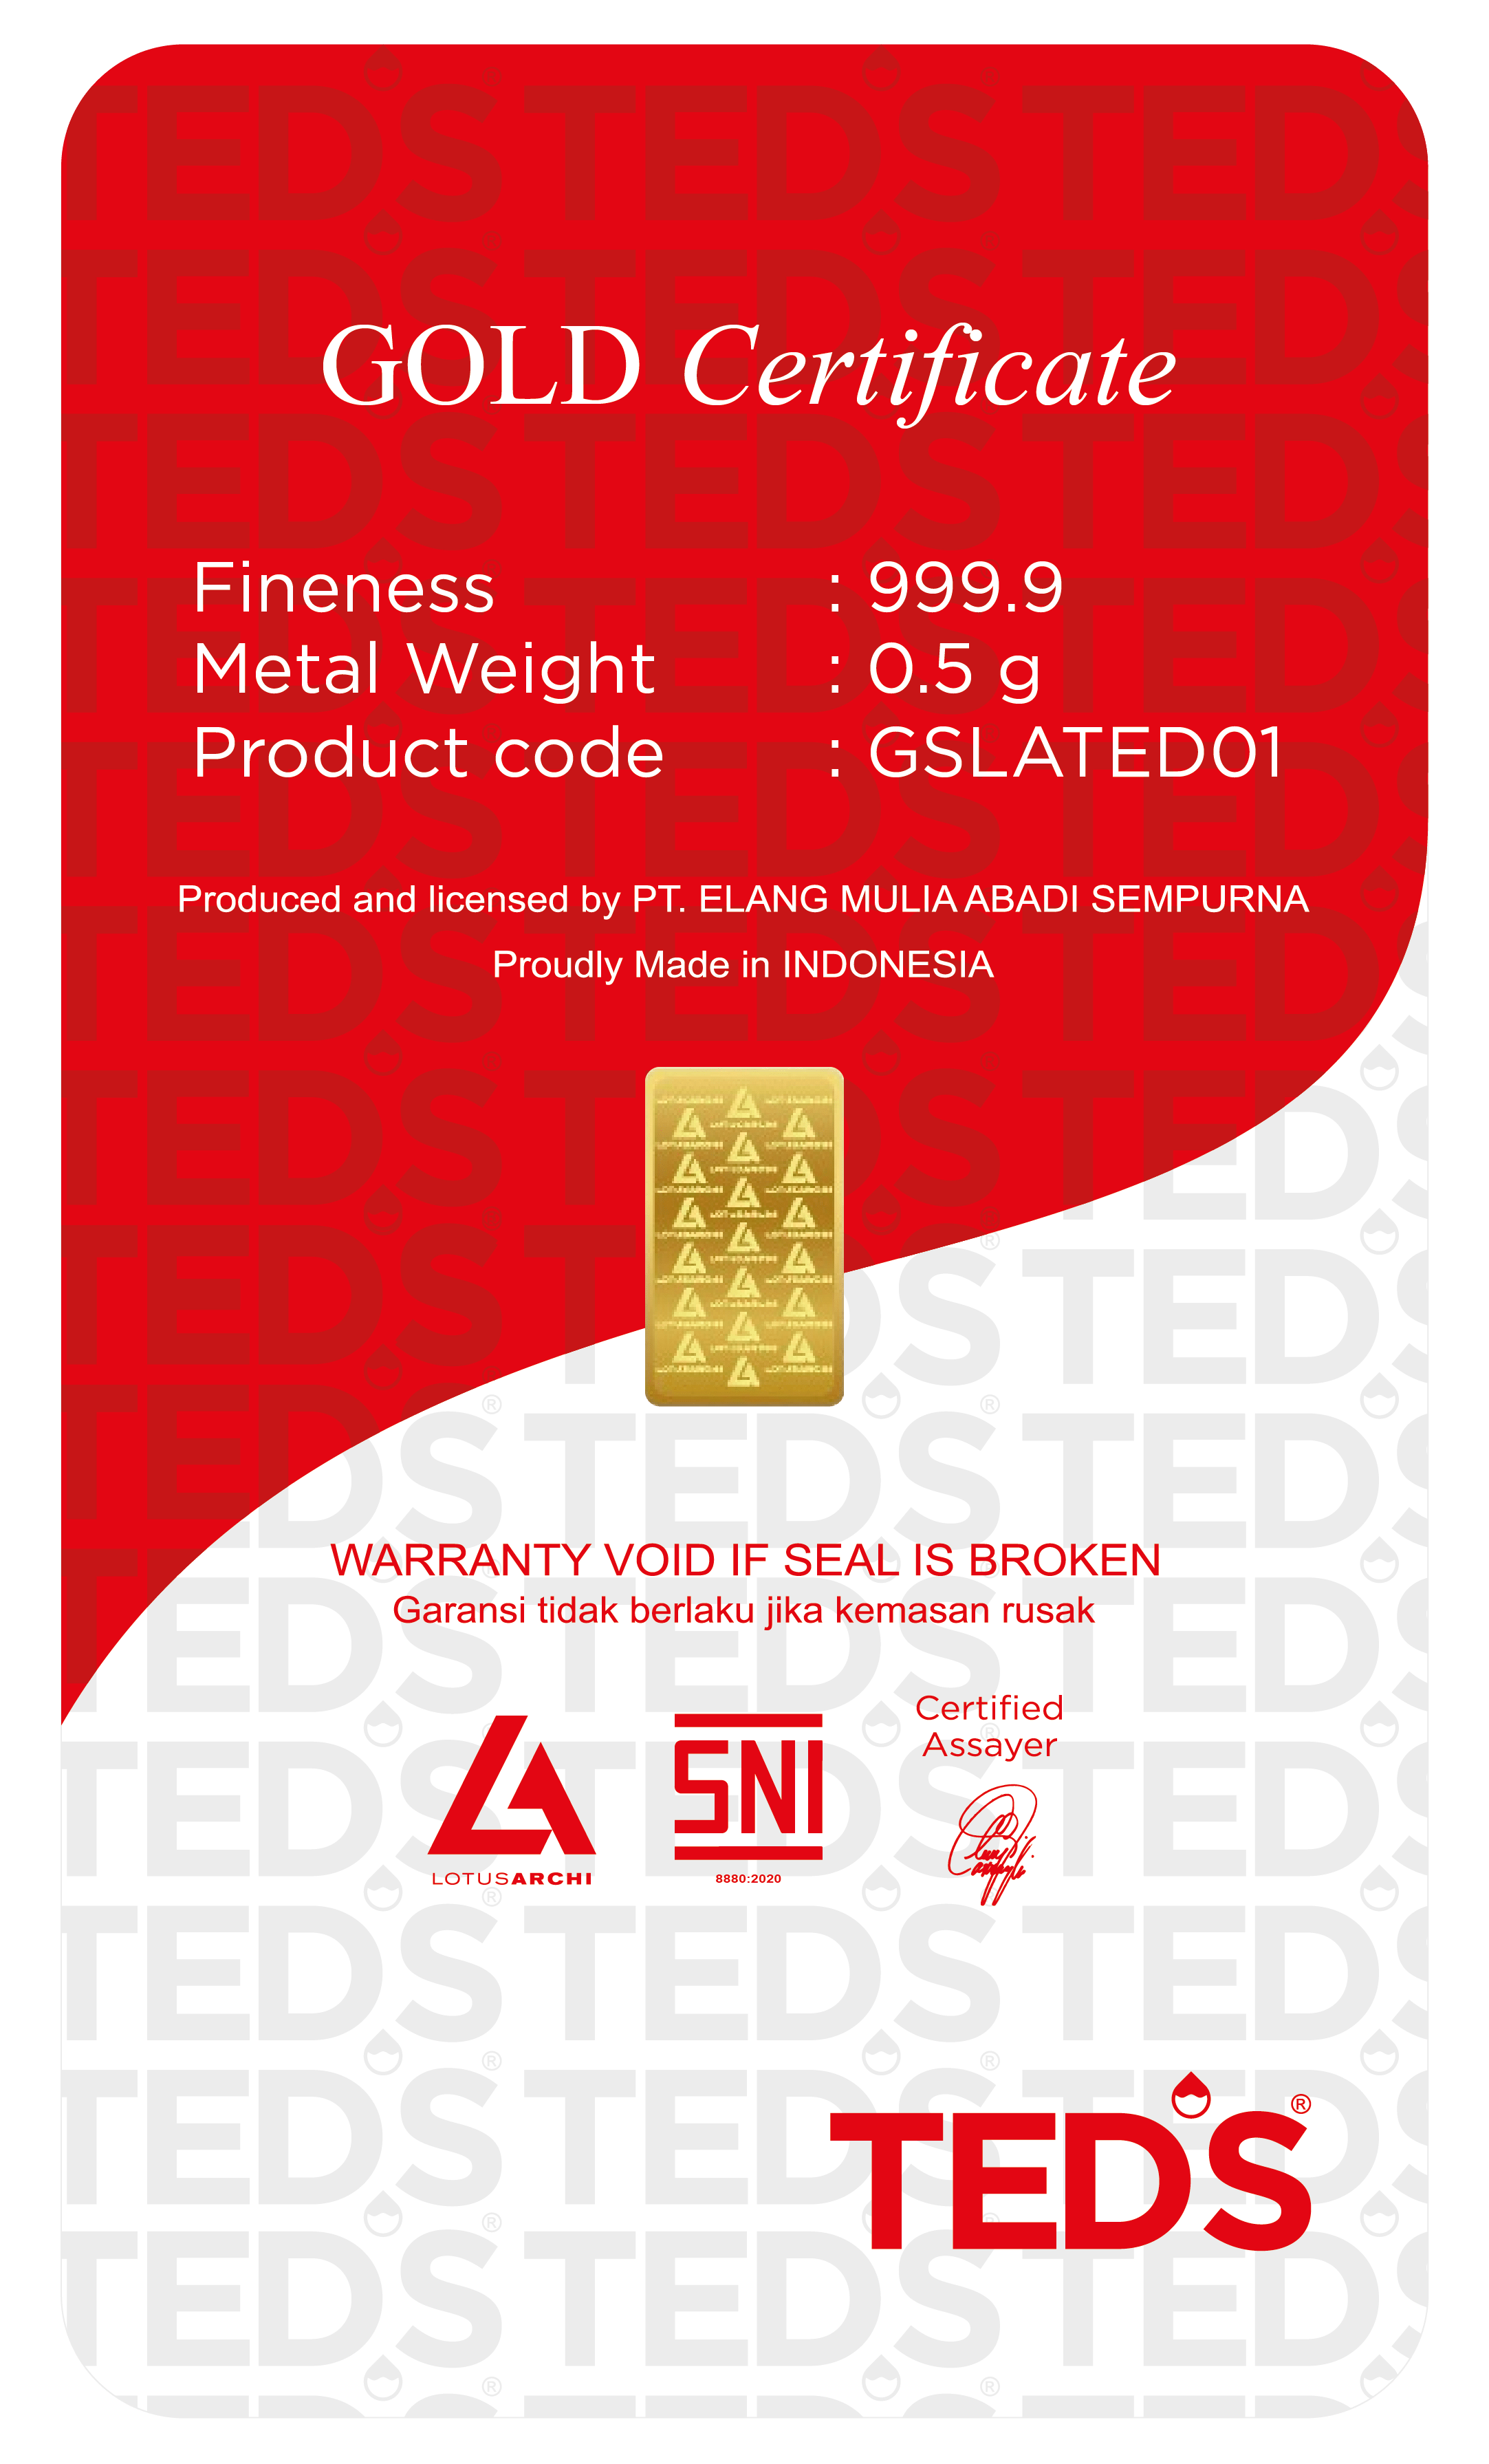 GOLD Certificate
Fineness : 999.9
Metal Weight : 0.5 g
Product code : GSLATED01
Produced and licensed by PT. ELANG MULIA ABADI SEMPURNA
Proudly Made in INDONESIA
WARRANTY VOID IF SEAL IS BROKEN
Garansi tidak berlaku jika kemasan rusak
LOTUSARCHI
SNI
8880:2020
Certified
Assayer
TED'S®